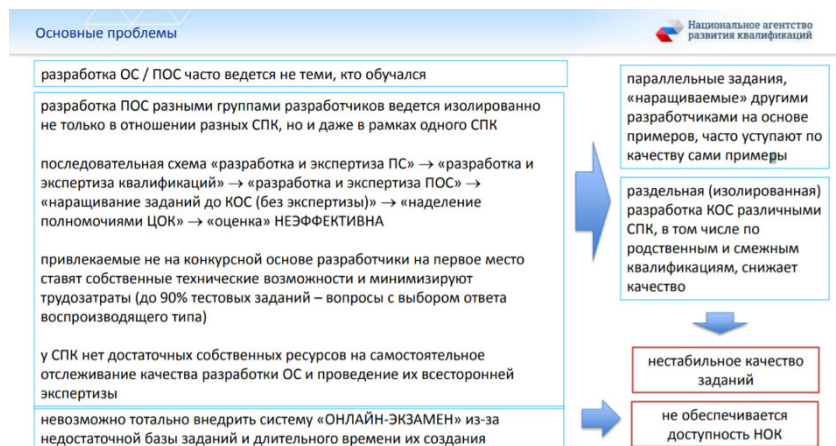 Основные проблемы
Национальное агентство
развития квалификаций
разработка ОС / ПОС часто ведется не теми, кто обучался
разработка ПОС разными группами разработчиков ведется изолированно
не только в отношении разных СПК, но и даже в рамках одного СПК
последовательная схема «разработка и экспертиза ПС» → «разработка и
экспертиза квалификаций» → «разработка и экспертиза ПОС» →
«наращивание заданий до КОС (без экспертизы)» → «наделение
полномочиями ЦОК» → «оценка» НЕЭФФЕКТИВНА
привлекаемые не на конкурсной основе разработчики на первое место
ставят собственные технические возможности и минимизируют
трудозатраты (до 90% тестовых заданий – вопросы с выбором ответа
воспроизводящего типа)
у СПК нет достаточных собственных ресурсов на самостоятельное
отслеживание качества разработки ОС и проведение их всесторонней
экспертизы
невозможно тотально внедрить систему «ОНЛАЙН-ЭКЗАМЕН» из-за
недостаточной базы заданий и длительного времени их создания
параллельные задания,
«наращиваемые» другими
разработчиками на основе
примеров, часто уступают по
качеству сами примеры
раздельная (изолированная)
разработка КОС различными
СПК, в том числе по
родственным и смежным
квалификациям, снижает
качество
нестабильное качество
заданий
не обеспечивается
доступность НОК